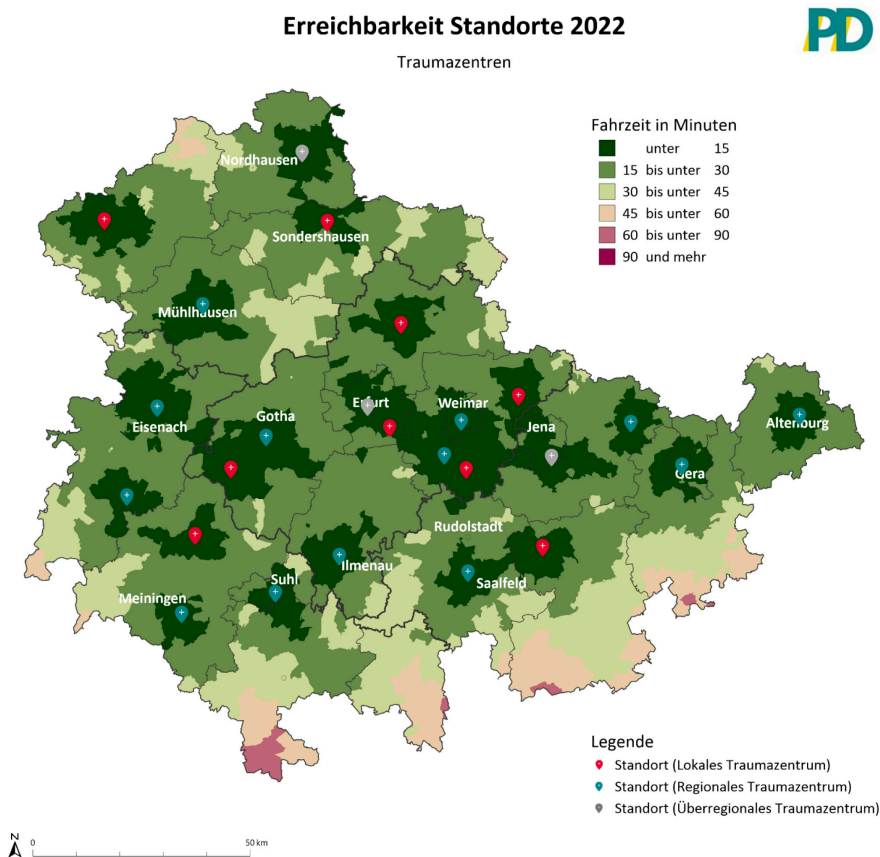 Erreichbarkeit Standorte 2022
PD
Traumazentren
Fahrzeit in Minuten
unter 15
15 bis unter 30
30 bis unter 45
45 bis unter 60
60 bis unter 90
90 und mehr
Nordhausen
Sondershausen
Mühlhausen
Eisenach
Gotha
Erfurt
Weimar
Jena
Gera
Altenburg
Rudolstadt
Saalfeld
Ilmenau
Suhl
Meiningen
Legende
Standort (Lokales Traumazentrum)
Standort (Regionales Traumazentrum)
Standort (Überregionales Traumazentrum)
N
0 50 km